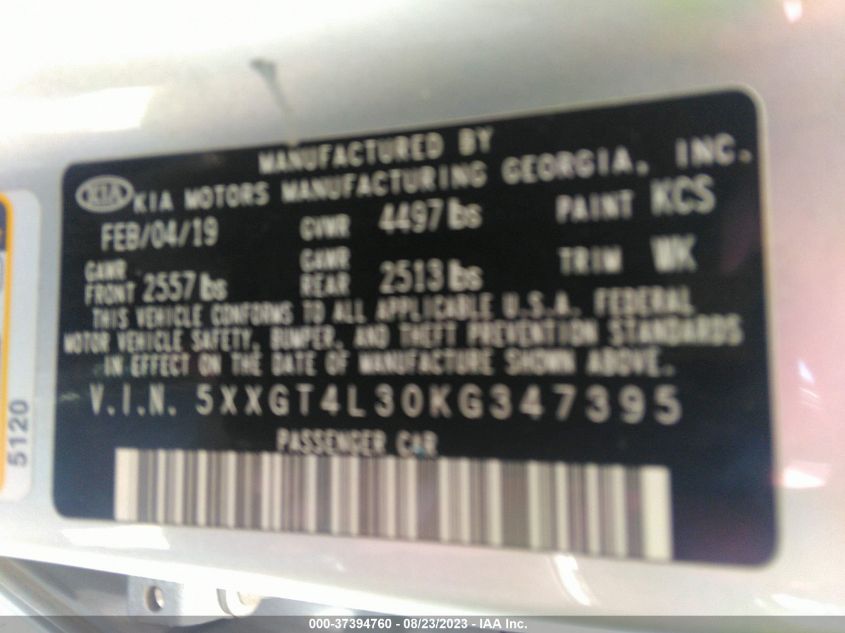 MANUFACTURED BY
KIA KIA MOTORS MANUFACTURING GEORGIA, INC.
FEB/04/19 GVWR 4497 lbs PAINT KCS
GAWR FRONT 2557 lbs GAWR REAR 2513 lbs TRIM WK
THIS VEHICLE CONFORMS TO ALL APPLICABLE U.S.A. FEDERAL
MOTOR VEHICLE SAFETY, BUMPER, AND THEFT PREVENTION STANDARDS
IN EFFECT ON THE DATE OF MANUFACTURE SHOWN ABOVE.
V.I.N. 5XXGT4L30KG347395
PASSENGER CAR
5120
000-37394760 - 08/23/2023 - IAA Inc.